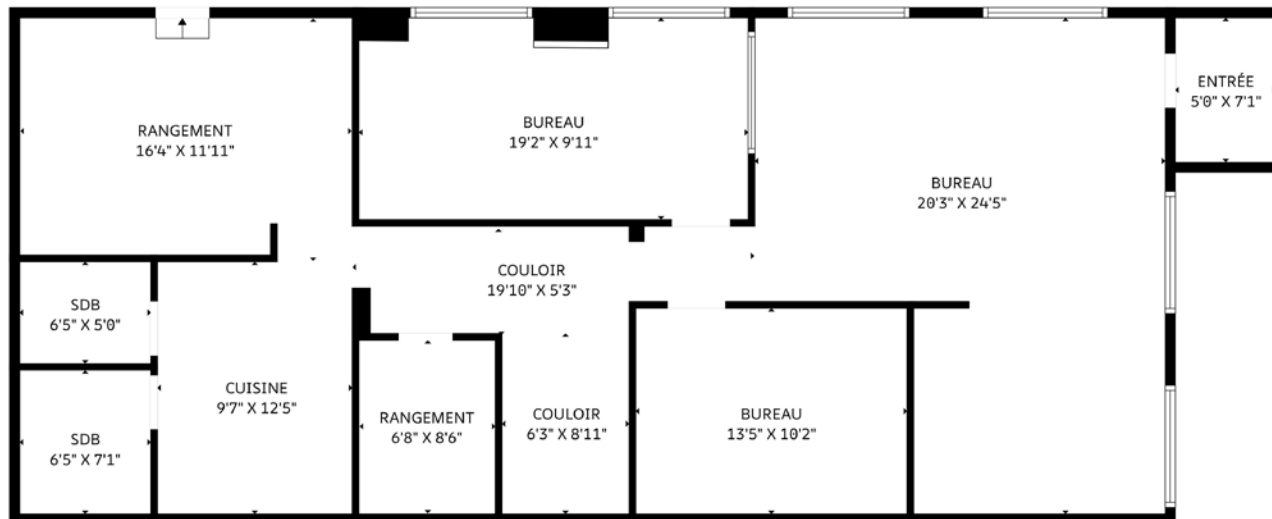 RANGEMENT
16'4" X 11'11"
BUREAU
19'2" X 9'11"
BUREAU
20'3" X 24'5"
ENTRÉE
5'0" X 7'1"
COULOIR
19'10" X 5'3"
SDB
6'5" X 5'0"
SDB
6'5" X 7'1"
CUISINE
9'7" X 12'5"
RANGEMENT
6'8" X 8'6"
COULOIR
6'3" X 8'11"
BUREAU
13'5" X 10'2"